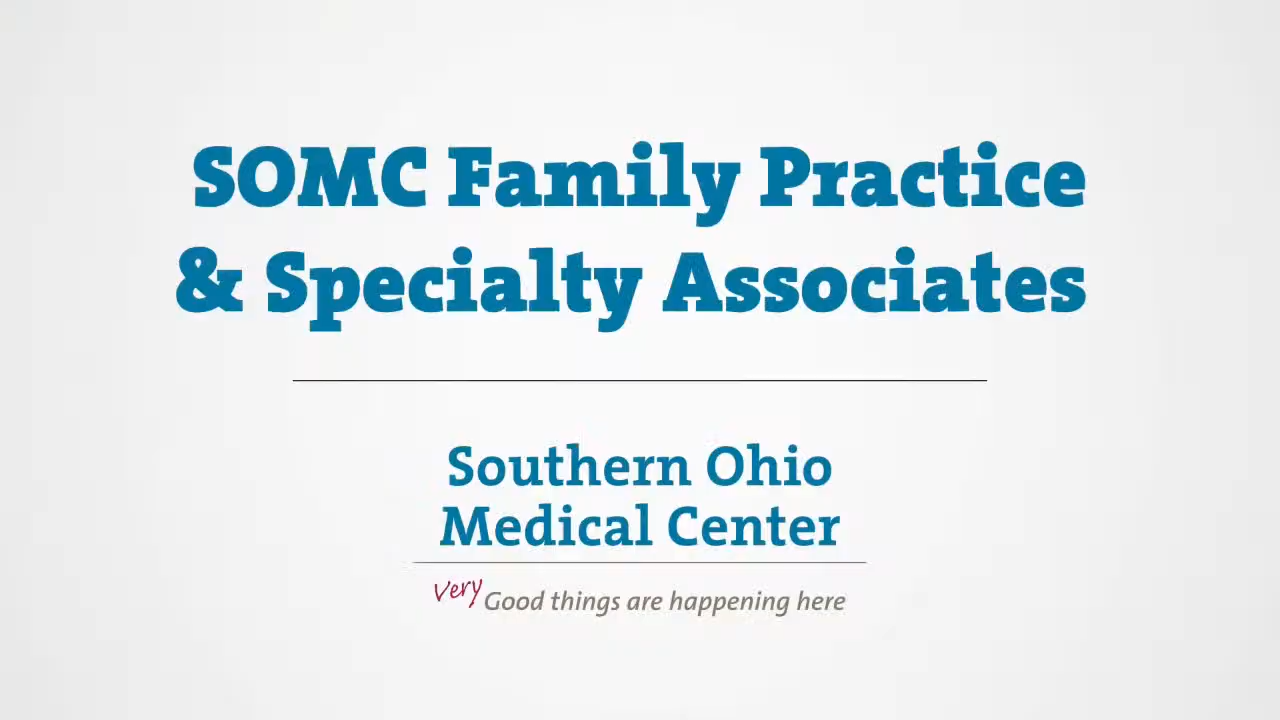 SOMC Family Practice
& Specialty Associates
Southern Ohio
Medical Center
Very Good things are happening here